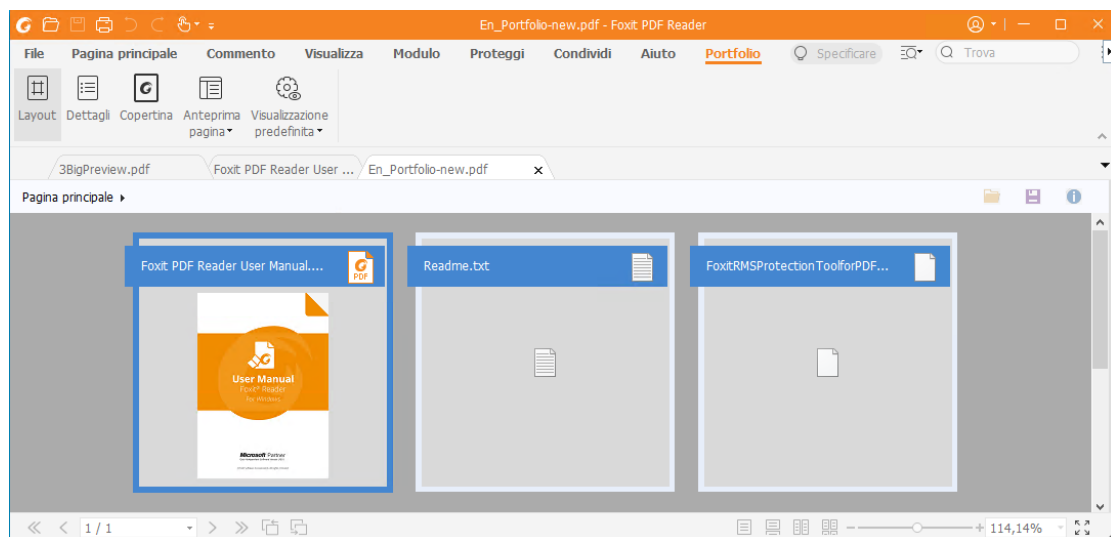 En_Portfolio-new.pdf - Foxit PDF Reader
File Pagina principale Commento Visualizza Modulo Proteggi Condividi Aiuto Portfolio Specificare Trova
Layout Dettagli Copertina Anteprima pagina Visualizzazione predefinita
3BigPreview.pdf Foxit PDF Reader User ... En_Portfolio-new.pdf
Pagina principale
Foxit PDF Reader User Manual.... PDF Readme.txt FoxitRMSProtectionToolforPDF...
User Manual
Foxit® Reader
For Windows
Microsoft Partner
1 / 1 114,14%